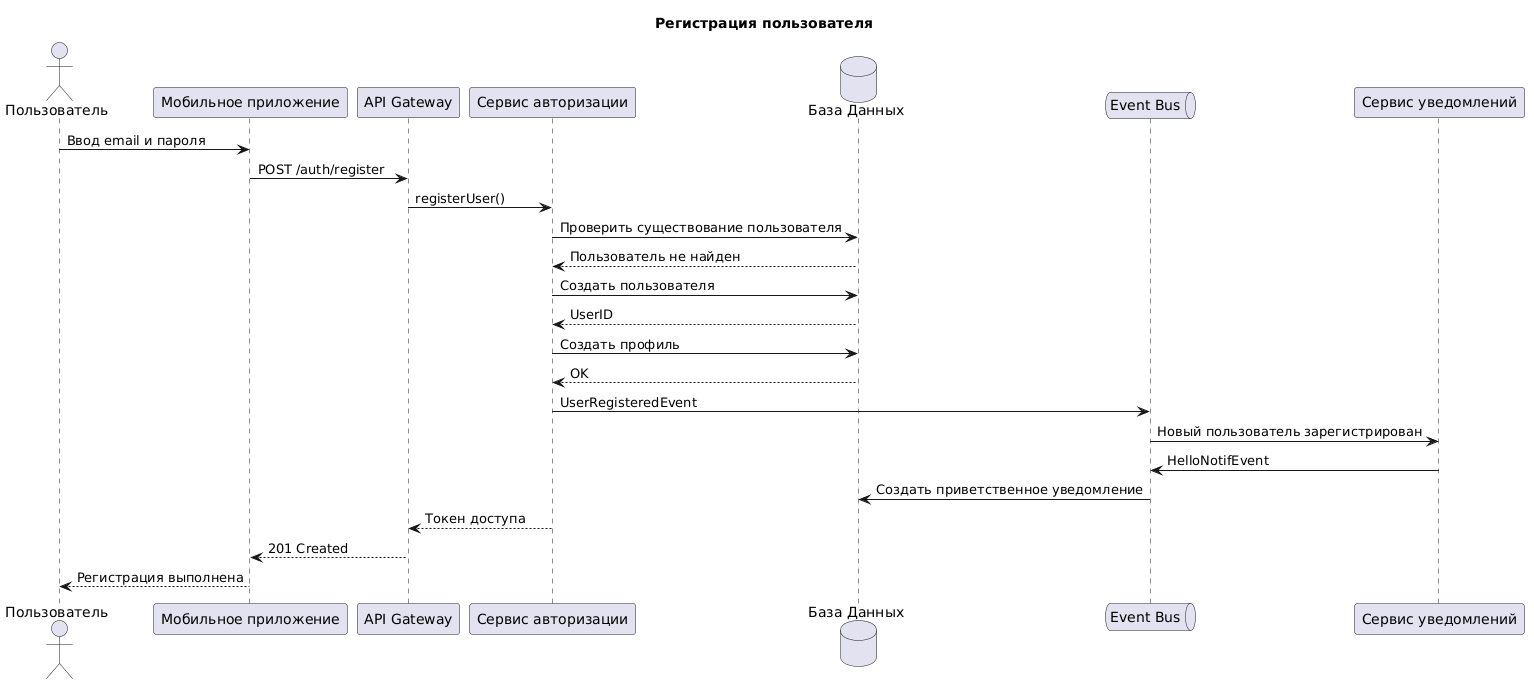 Регистрация пользователя
Пользователь
Мобильное приложение
API Gateway
Сервис авторизации
База Данных
Event Bus
Сервис уведомлений
Ввод email и пароля
POST /auth/register
registerUser()
Проверить существование пользователя
Пользователь не найден
Создать пользователя
UserID
Создать профиль
OK
UserRegisteredEvent
Новый пользователь зарегистрирован
HelloNotifEvent
Создать приветственное уведомление
Токен доступа
201 Created
Регистрация выполнена
Пользователь
Мобильное приложение
API Gateway
Сервис авторизации
База Данных
Event Bus
Сервис уведомлений